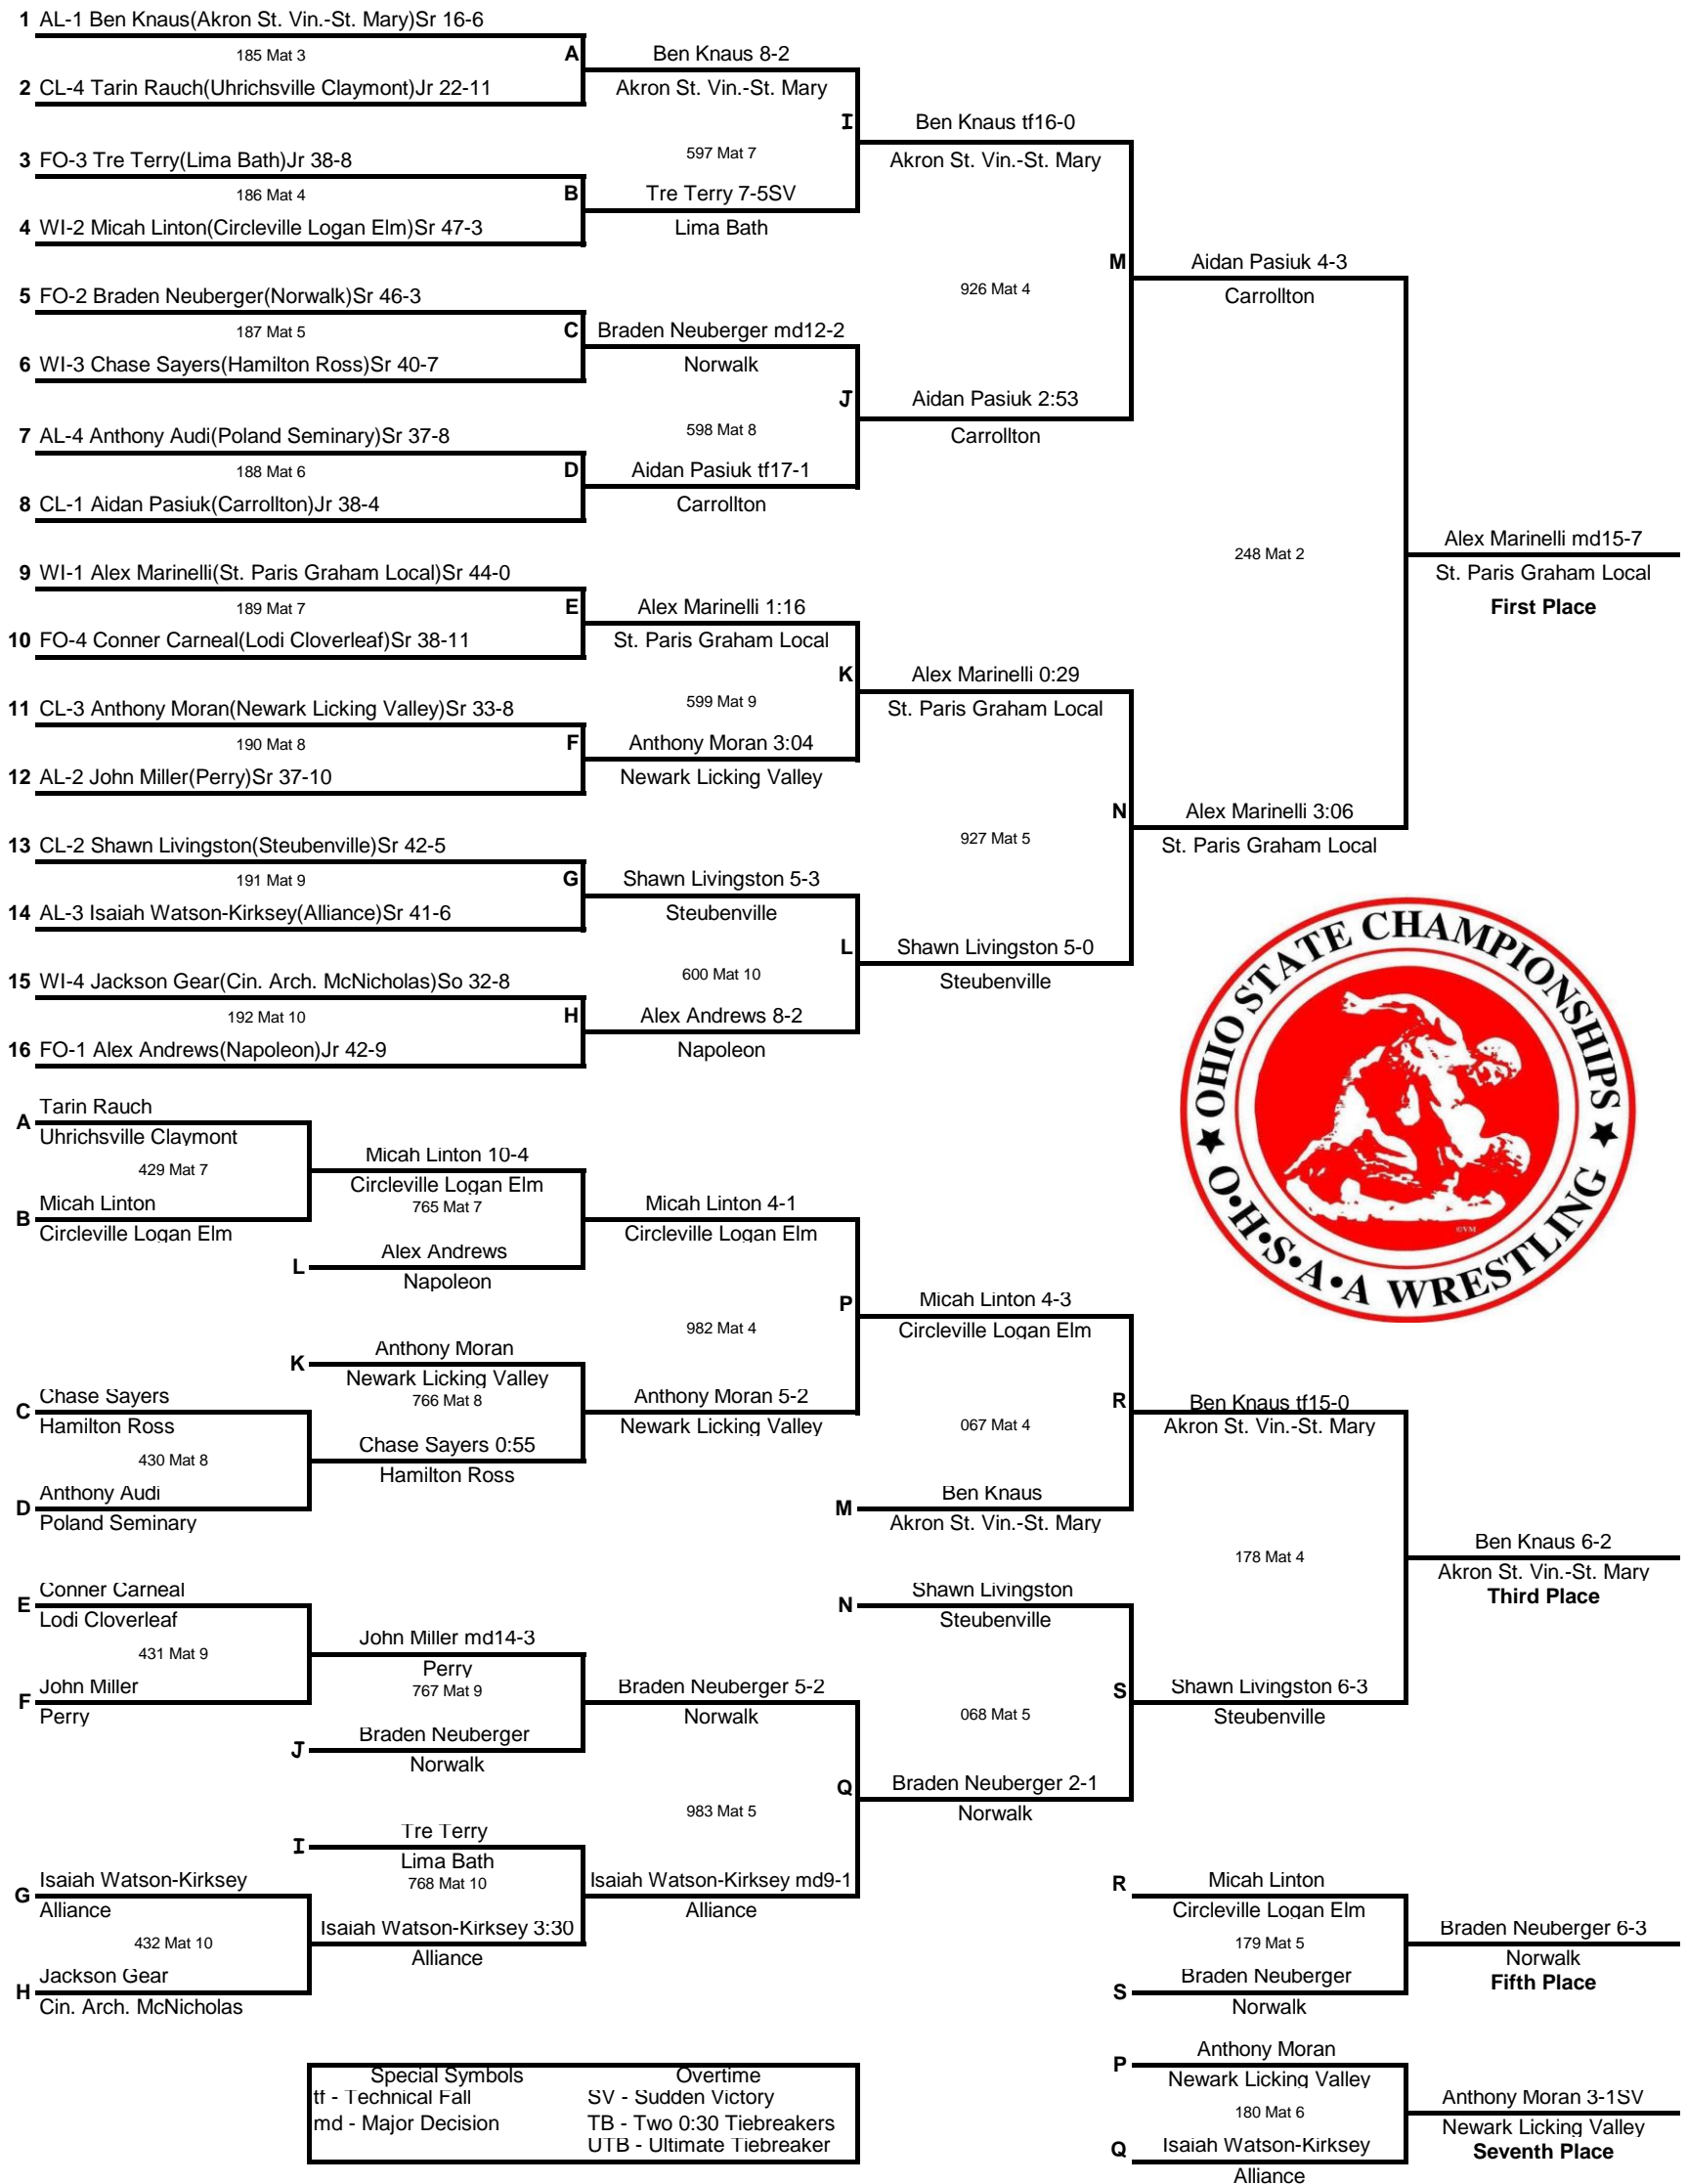 1 AL-1 Ben Knaus(Akron St. Vin.-St. Mary)Sr 16-6
185 Mat 3
A
2 CL-4 Tarin Rauch(Uhrichsville Claymont)Jr 22-11
Ben Knaus 8-2
Akron St. Vin.-St. Mary
597 Mat 7
I
3 FO-3 Tre Terry(Lima Bath)Jr 38-8
186 Mat 4
B
4 WI-2 Micah Linton(Circleville Logan Elm)Sr 47-3
Tre Terry 7-5SV
Lima Bath
Ben Knaus tf16-0
Akron St. Vin.-St. Mary
926 Mat 4
M
5 FO-2 Braden Neuberger(Norwalk)Sr 46-3
187 Mat 5
C
6 WI-3 Chase Sayers(Hamilton Ross)Sr 40-7
Braden Neuberger md12-2
Norwalk
598 Mat 8
J
7 AL-4 Anthony Audi(Poland Seminary)Sr 37-8
188 Mat 6
D
8 CL-1 Aidan Pasiuk(Carrollton)Jr 38-4
Aidan Pasiuk tf17-1
Carrollton
Aidan Pasiuk 2:53
Carrollton
Aidan Pasiuk 4-3
Carrollton
248 Mat 2
Alex Marinelli md15-7
St. Paris Graham Local
First Place
9 WI-1 Alex Marinelli(St. Paris Graham Local)Sr 44-0
189 Mat 7
E
10 FO-4 Conner Carneal(Lodi Cloverleaf)Sr 38-11
Alex Marinelli 1:16
St. Paris Graham Local
599 Mat 9
K
11 CL-3 Anthony Moran(Newark Licking Valley)Sr 33-8
190 Mat 8
F
12 AL-2 John Miller(Perry)Sr 37-10
Anthony Moran 3:04
Newark Licking Valley
Alex Marinelli 0:29
St. Paris Graham Local
927 Mat 5
N
Alex Marinelli 3:06
St. Paris Graham Local
13 CL-2 Shawn Livingston(Steubenville)Sr 42-5
191 Mat 9
G
14 AL-3 Isaiah Watson-Kirksey(Alliance)Sr 41-6
Shawn Livingston 5-3
Steubenville
600 Mat 10
L
15 WI-4 Jackson Gear(Cin. Arch. McNicholas)So 32-8
192 Mat 10
H
16 FO-1 Alex Andrews(Napoleon)Jr 42-9
Alex Andrews 8-2
Napoleon
Shawn Livingston 5-0
Steubenville
★ OHIO STATE CHAMPIONSHIPS ★
O•H•S•A•A WRESTLING
©VM
A Tarin Rauch
Uhrichsville Claymont
429 Mat 7
B Micah Linton
Circleville Logan Elm
Micah Linton 10-4
Circleville Logan Elm
765 Mat 7
L Alex Andrews
Napoleon
Micah Linton 4-1
Circleville Logan Elm
982 Mat 4
P
K Anthony Moran
Newark Licking Valley
766 Mat 8
C Chase Sayers
Hamilton Ross
430 Mat 8
D Anthony Audi
Poland Seminary
Chase Sayers 0:55
Hamilton Ross
Anthony Moran 5-2
Newark Licking Valley
Micah Linton 4-3
Circleville Logan Elm
067 Mat 4
R
M Ben Knaus
Akron St. Vin.-St. Mary
Ben Knaus tf15-0
Akron St. Vin.-St. Mary
178 Mat 4
Ben Knaus 6-2
Akron St. Vin.-St. Mary
Third Place
E Conner Carneal
Lodi Cloverleaf
431 Mat 9
F John Miller
Perry
John Miller md14-3
Perry
767 Mat 9
J Braden Neuberger
Norwalk
Braden Neuberger 5-2
Norwalk
983 Mat 5
Q
N Shawn Livingston
Steubenville
068 Mat 5
S
Shawn Livingston 6-3
Steubenville
Braden Neuberger 2-1
Norwalk
I Tre Terry
Lima Bath
768 Mat 10
G Isaiah Watson-Kirksey
Alliance
432 Mat 10
H Jackson Gear
Cin. Arch. McNicholas
Isaiah Watson-Kirksey 3:30
Alliance
Isaiah Watson-Kirksey md9-1
Alliance
R Micah Linton
Circleville Logan Elm
179 Mat 5
S Braden Neuberger
Norwalk
Braden Neuberger 6-3
Norwalk
Fifth Place
P Anthony Moran
Newark Licking Valley
180 Mat 6
Q Isaiah Watson-Kirksey
Alliance
Anthony Moran 3-1SV
Newark Licking Valley
Seventh Place
Special Symbols Overtime
tf - Technical Fall SV - Sudden Victory
md - Major Decision TB - Two 0:30 Tiebreakers
UTB - Ultimate Tiebreaker